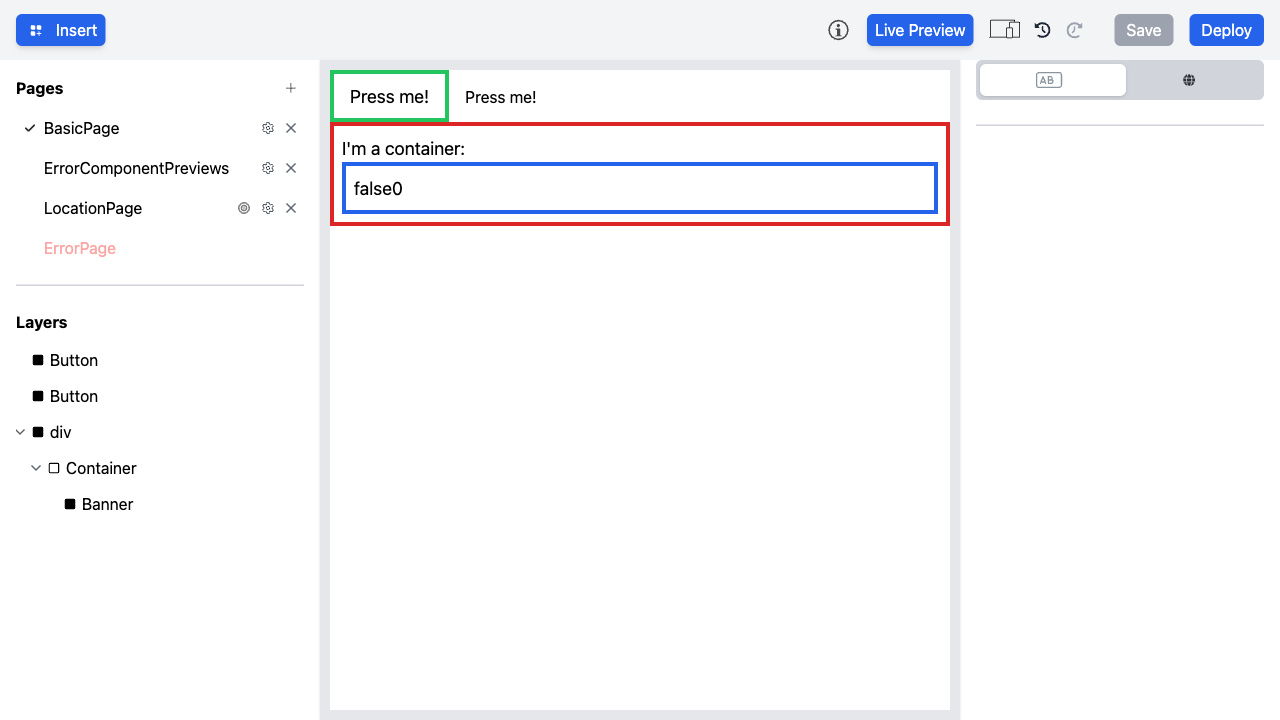 Insert
Live Preview
Save
Deploy
Pages
BasicPage
ErrorComponentPreviews
LocationPage
ErrorPage
Layers
Button
Button
div
Container
Banner
Press me!
Press me!
I'm a container:
false0
AB